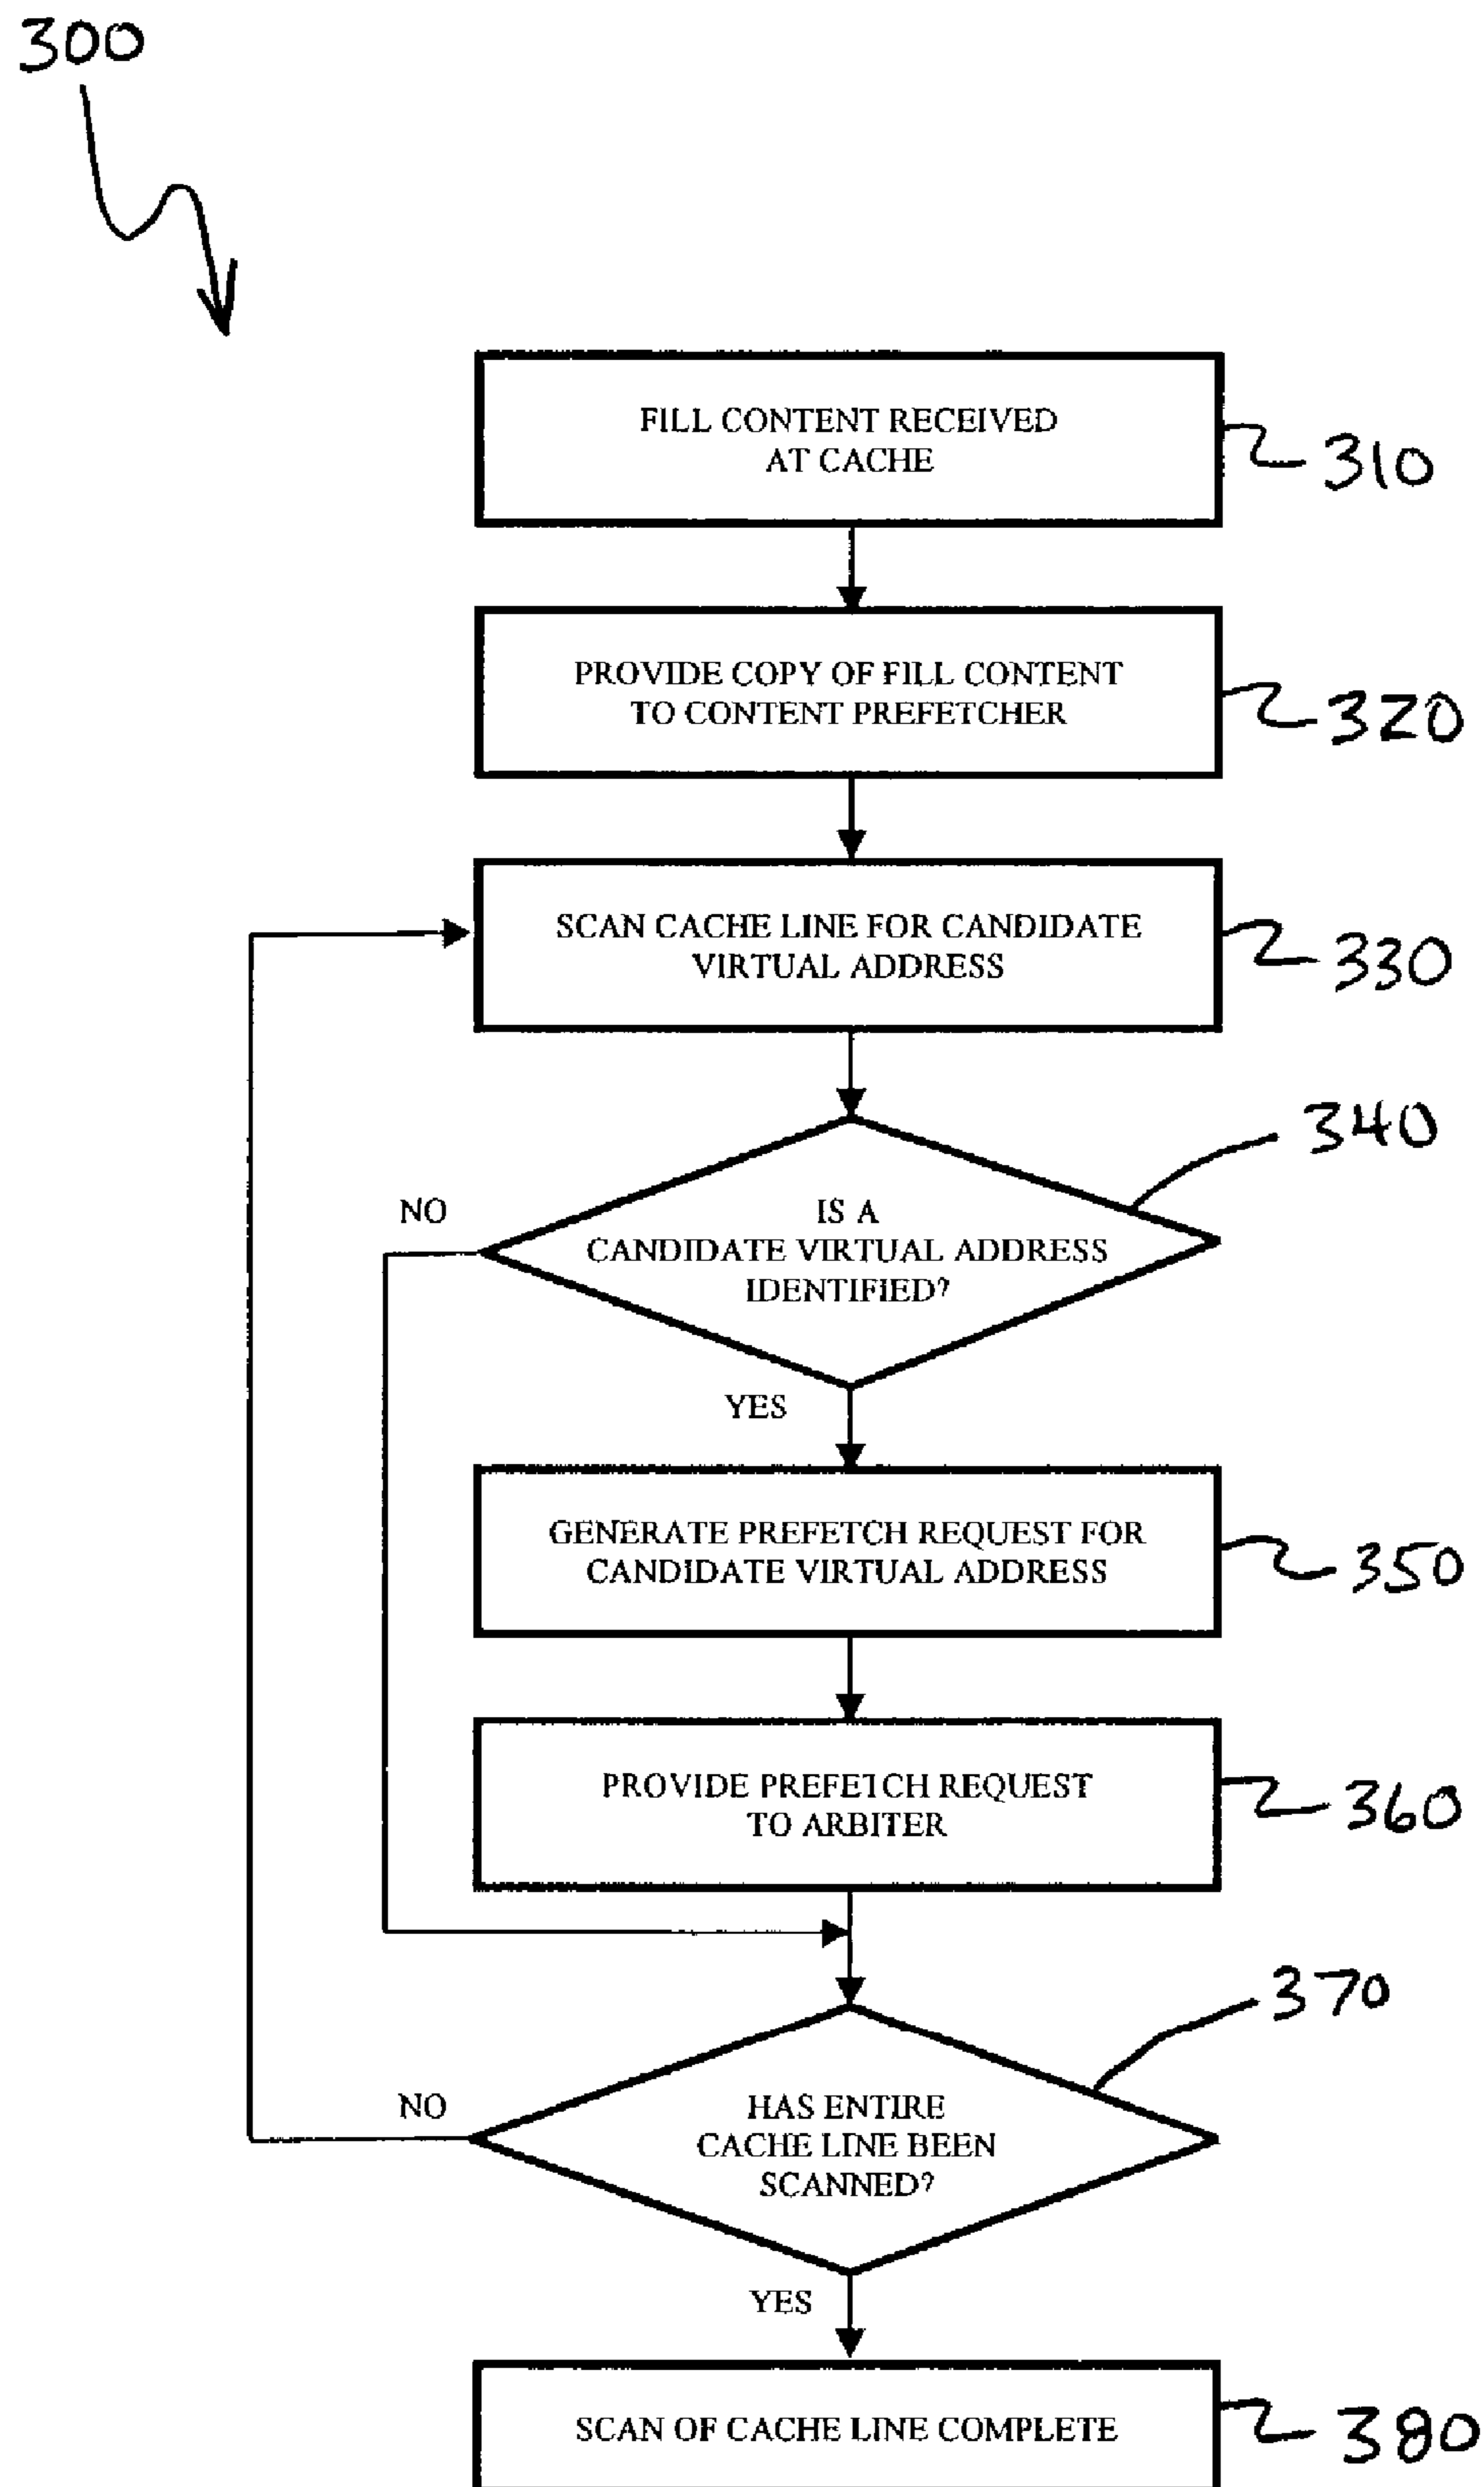 300
FILL CONTENT RECEIVED
AT CACHE
310
PROVIDE COPY OF FILL CONTENT
TO CONTENT PREFETCHER
320
SCAN CACHE LINE FOR CANDIDATE
VIRTUAL ADDRESS
330
340
NO
IS A
CANDIDATE VIRTUAL ADDRESS
IDENTIFIED?
YES
GENERATE PREFETCH REQUEST FOR
CANDIDATE VIRTUAL ADDRESS
350
PROVIDE PREFETCH REQUEST
TO ARBITER
360
370
NO
HAS ENTIRE
CACHE LINE BEEN
SCANNED?
YES
SCAN OF CACHE LINE COMPLETE
380